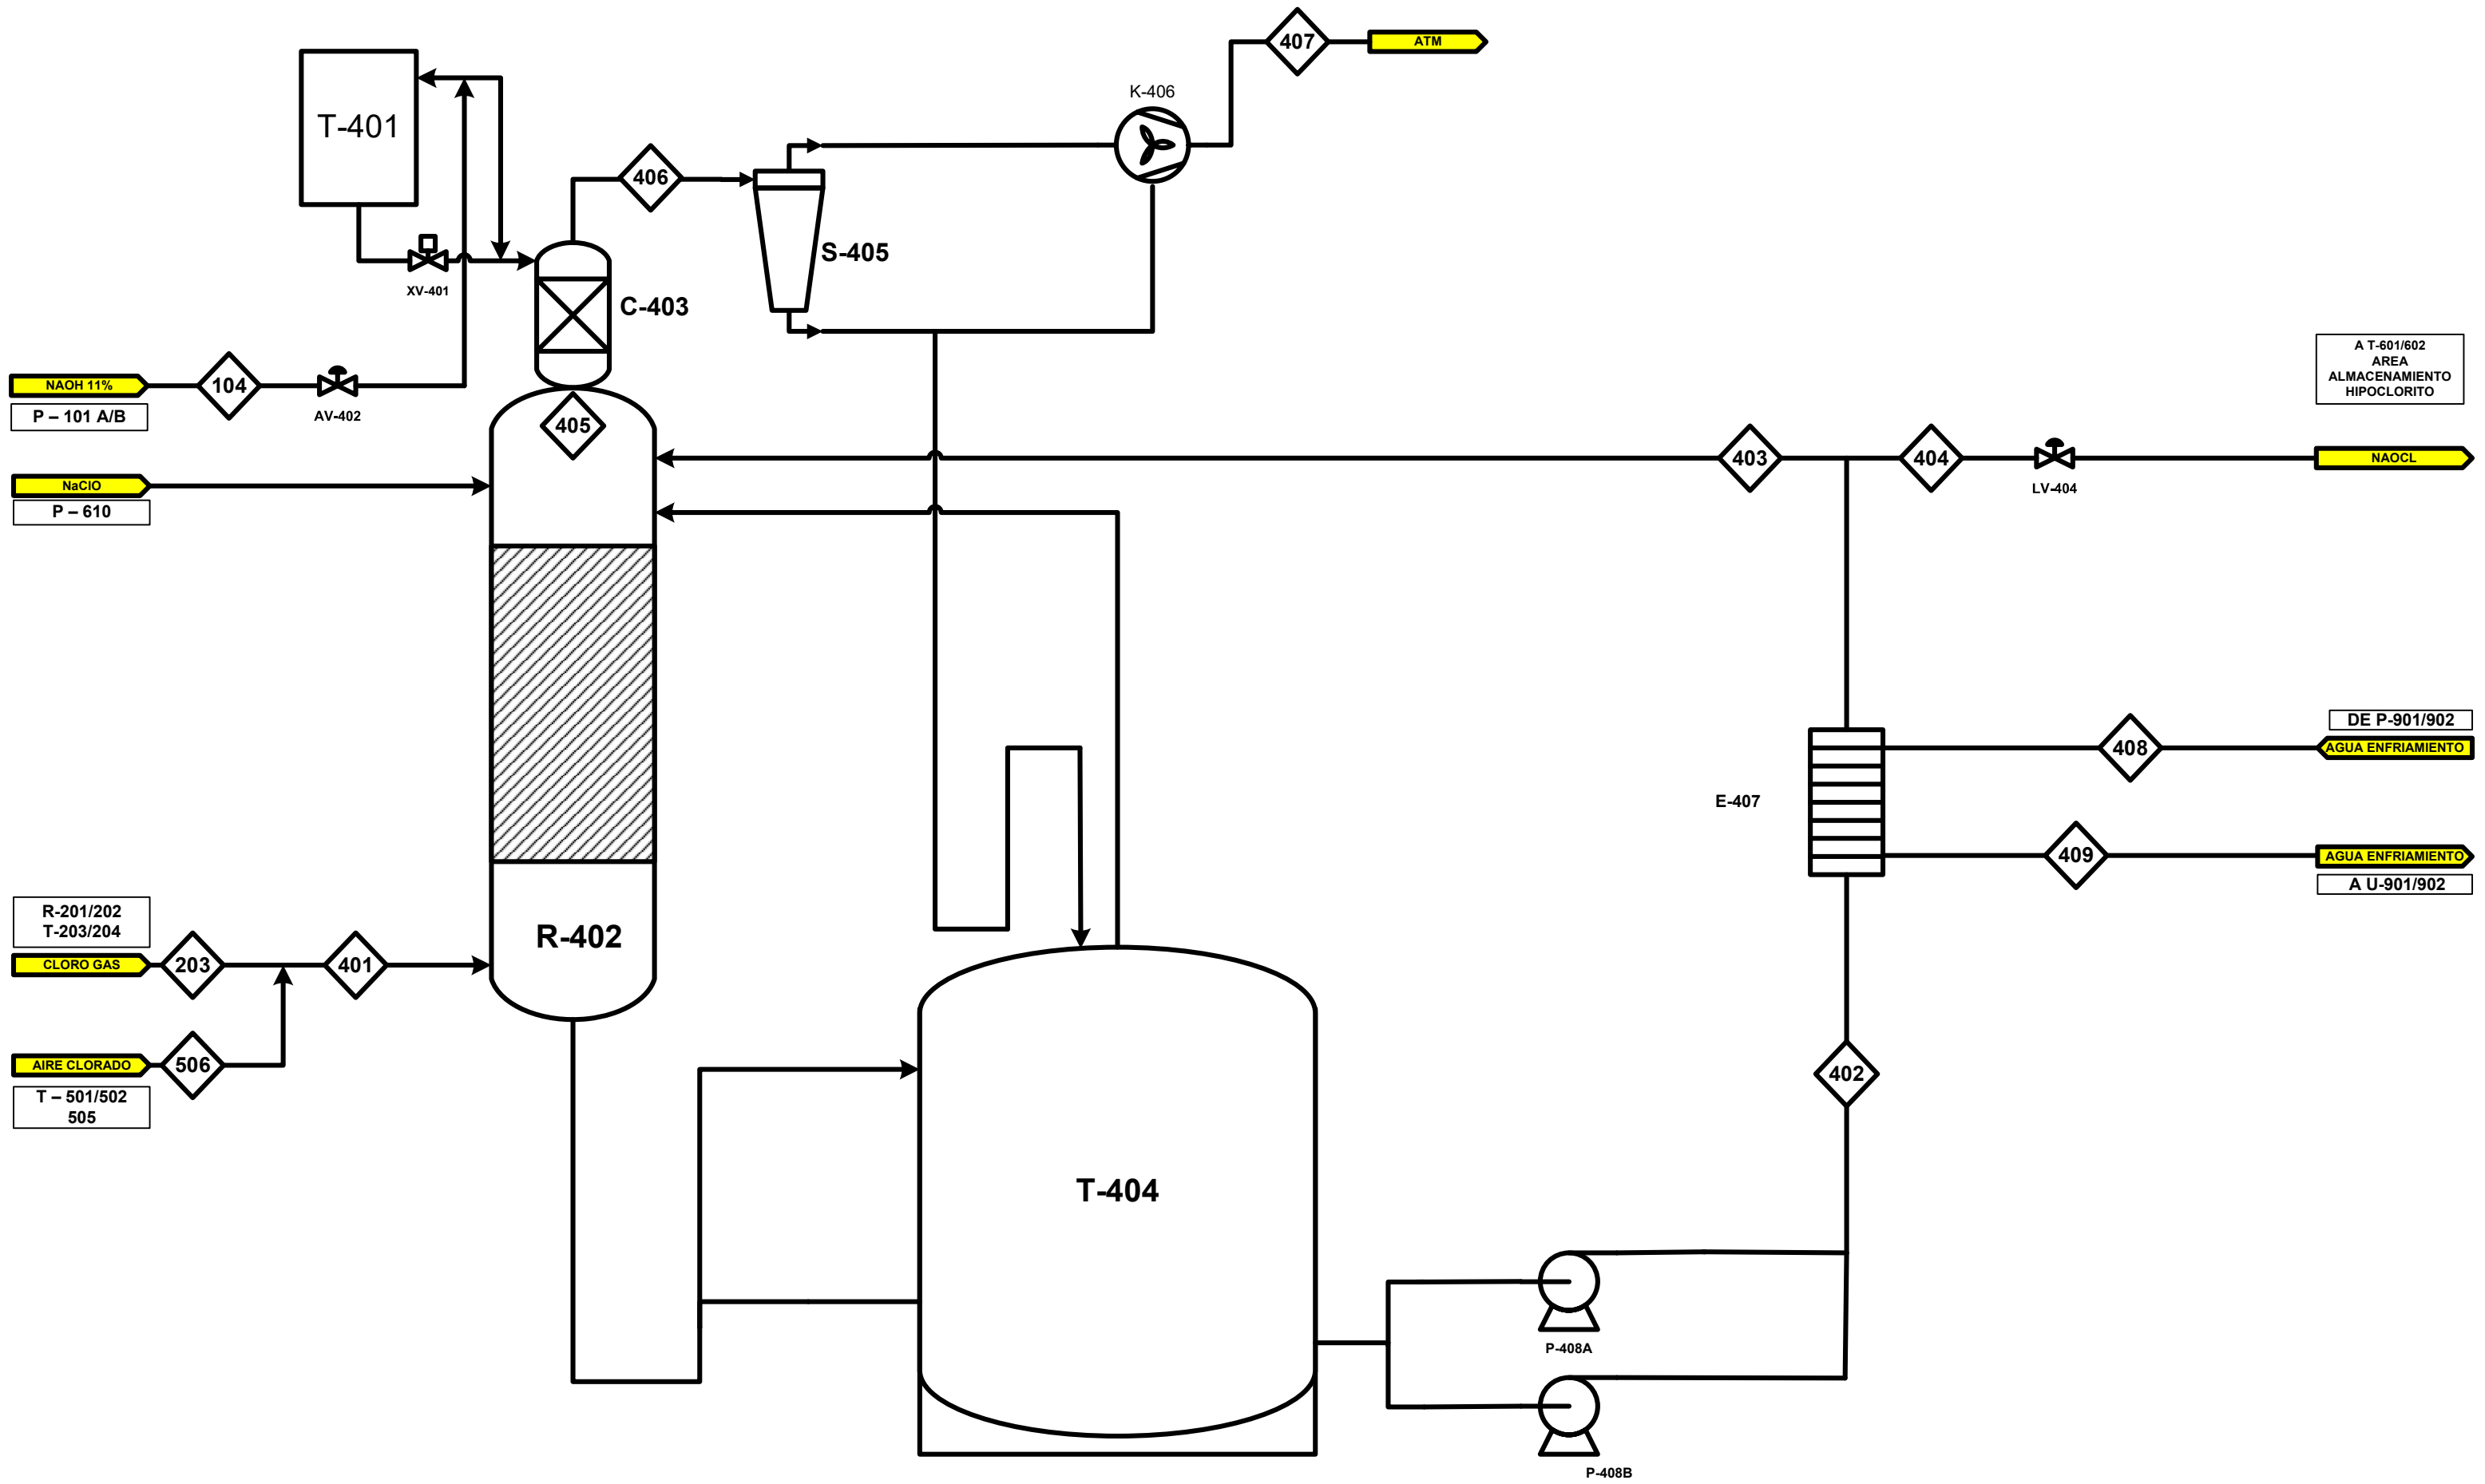 407
ATM
K-406
T-401
406
S-405
XV-401
C-403
NAOH 11%
104
P – 101 A/B
AV-402
405
A T-601/602
AREA
ALMACENAMIENTO
HIPOCLORITO
403
404
NAOCL
LV-404
NaClO
P – 610
DE P-901/902
408
AGUA ENFRIAMIENTO
E-407
409
AGUA ENFRIAMIENTO
A U-901/902
R-201/202
T-203/204
R-402
CLORO GAS
203
401
AIRE CLORADO
506
T – 501/502
505
402
T-404
P-408A
P-408B